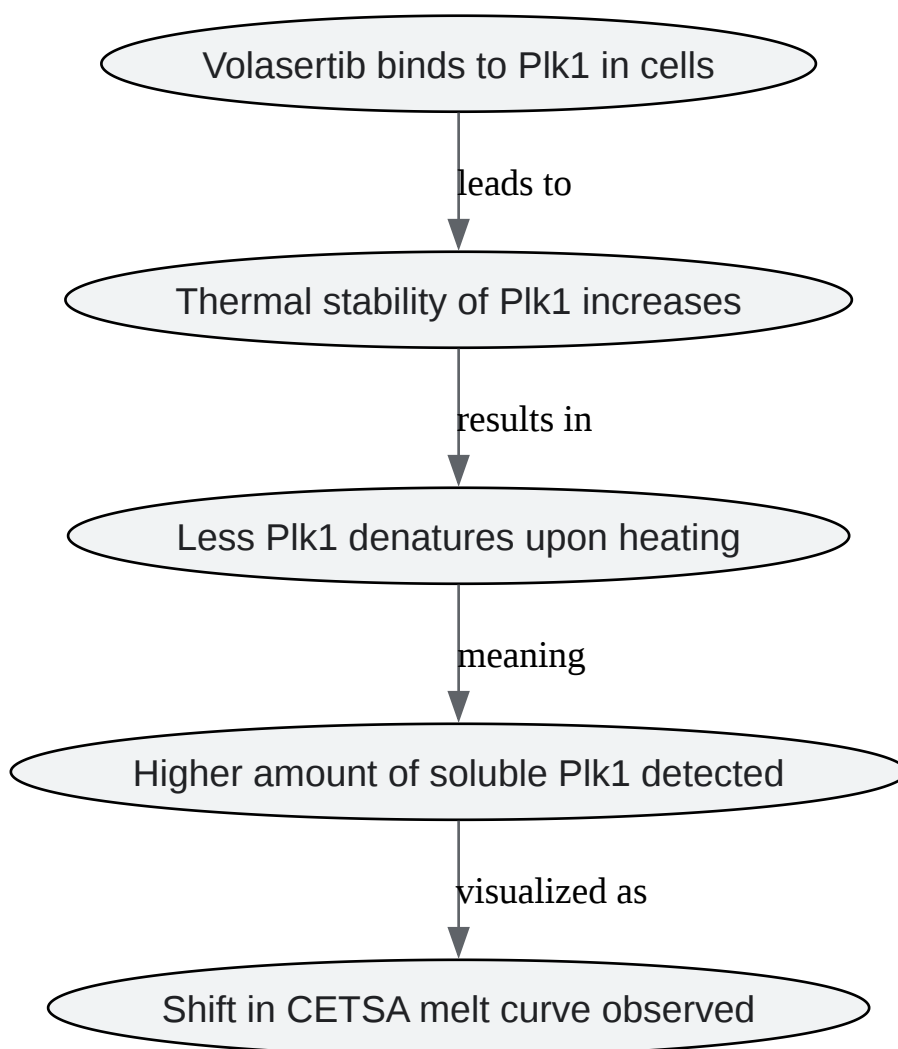 Volasertib binds to Plk1 in cells
leads to
Thermal stability of Plk1 increases
results in
Less Plk1 denatures upon heating
meaning
Higher amount of soluble Plk1 detected
visualized as
Shift in CETSA melt curve observed